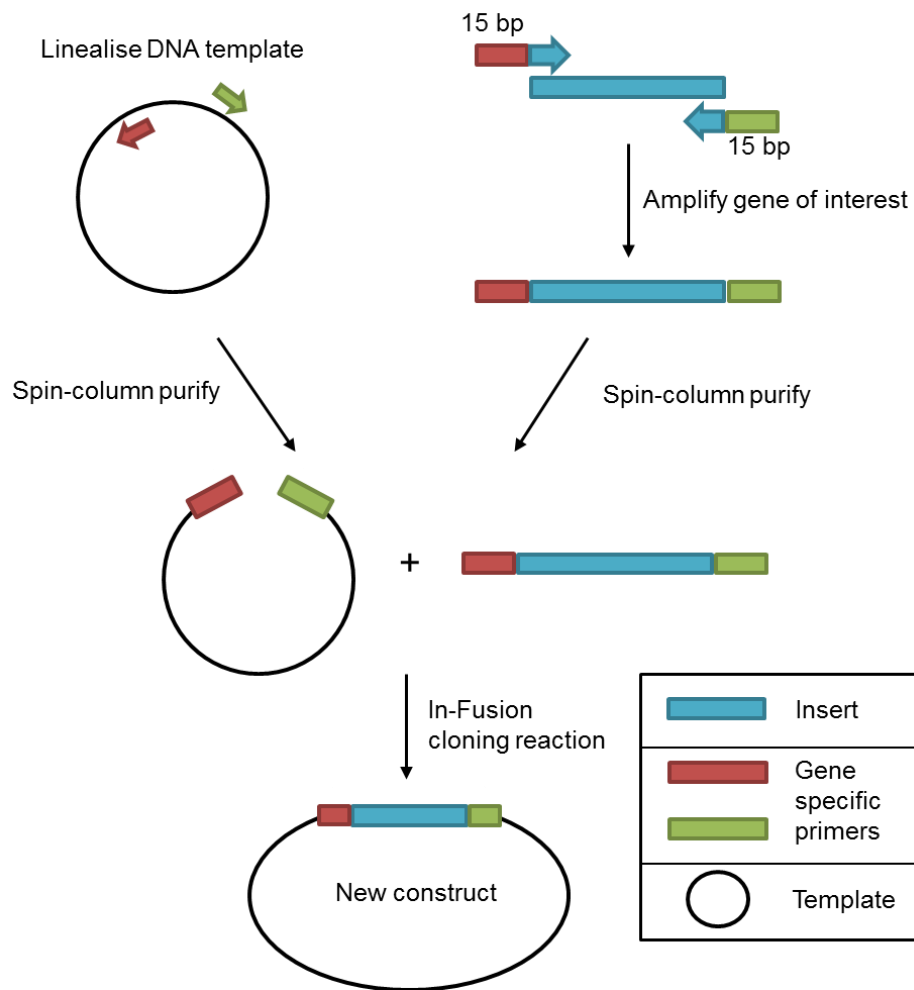 15 bp
Linealise DNA template
15 bp
Amplify gene of interest
Spin-column purify
Spin-column purify
+
In-Fusion
cloning reaction
Insert
Gene
specific
primers
Template
New construct